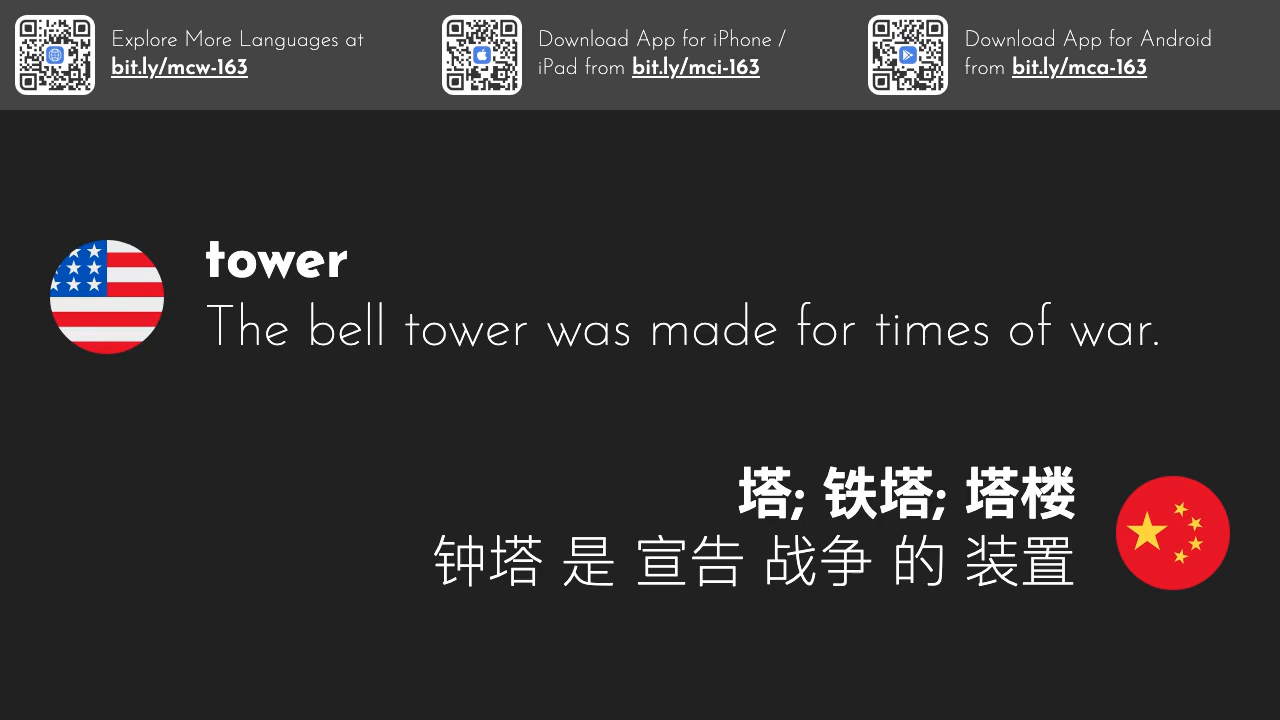 Explore More Languages at
bit.ly/mcw-163
Download App for iPhone /
iPad from bit.ly/mci-163
Download App for Android
from bit.ly/mca-163
tower
The bell tower was made for times of war.
塔; 铁塔; 塔楼
钟塔 是 宣告 战争 的 装置